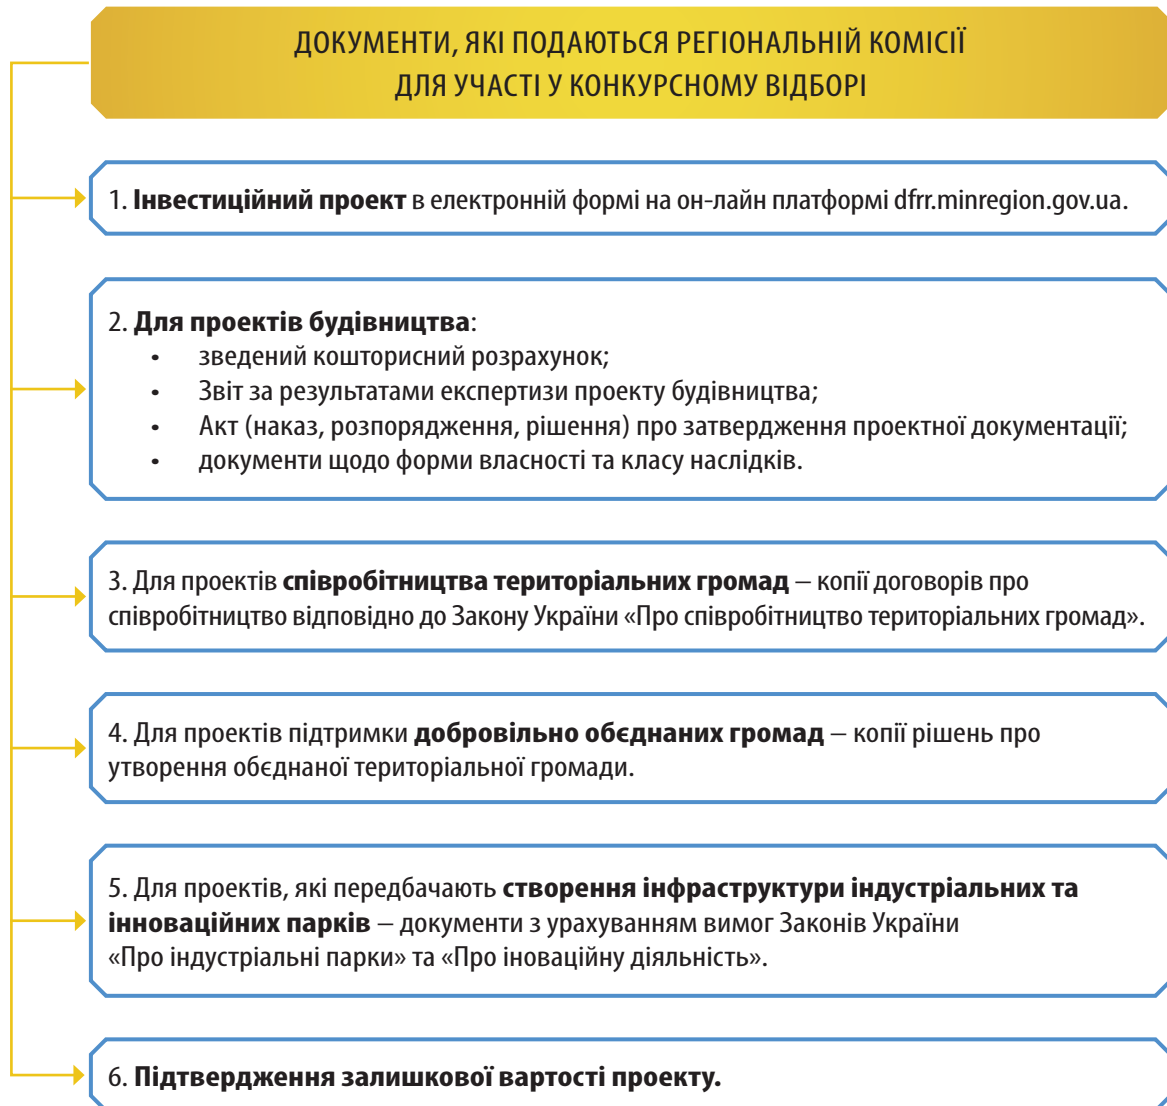 ДОКУМЕНТИ, ЯКІ ПОДАЮТЬСЯ РЕГІОНАЛЬНІЙ КОМІСІЇ
ДЛЯ УЧАСТІ У КОНКУРСНОМУ ВІДБОРІ
1. Інвестиційний проект в електронній формі на он-лайн платформі dfrr.minregion.gov.ua.
2. Для проектів будівництва:
• зведений кошторисний розрахунок;
• Звіт за результатами експертизи проекту будівництва;
• Акт (наказ, розпорядження, рішення) про затвердження проектної документації;
• документи щодо форми власності та класу наслідків.
3. Для проектів співробітництва територіальних громад – копії договорів про
співробітництво відповідно до Закону України «Про співробітництво територіальних громад».
4. Для проектів підтримки добровільно обєднаних громад – копії рішень про
утворення обєднаної територіальної громади.
5. Для проектів, які передбачають створення інфраструктури індустріальних та
інноваційних парків – документи з урахуванням вимог Законів України
«Про індустріальні парки» та «Про іноваційну діяльність».
6. Підтвердження залишкової вартості проекту.